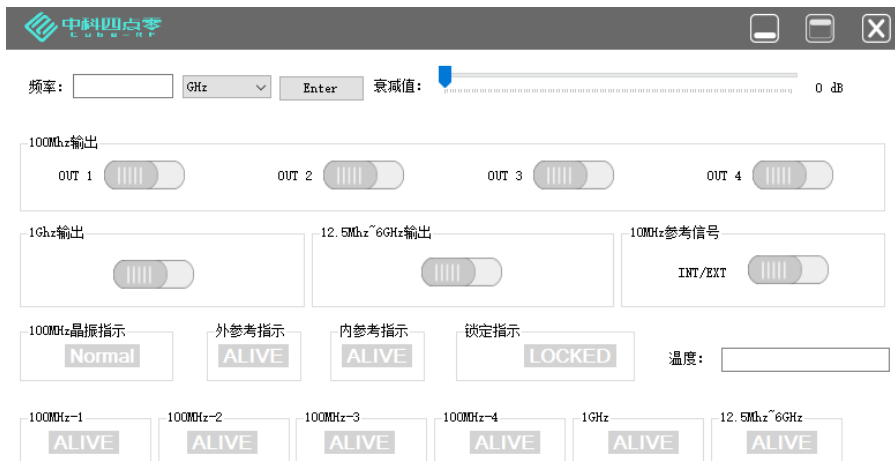 中科四点零
Cube-RF
频率: GHz Enter 衰减值: 0 dB
100Mhz输出
OUT 1 OUT 2 OUT 3 OUT 4
1Ghz输出 12.5Mhz~6GHz输出 10MHz参考信号
INT/EXT
100MHz晶振指示 外参考指示 内参考指示 锁定指示
Normal ALIVE ALIVE LOCKED 温度:
100MHz-1 100MHz-2 100MHz-3 100MHz-4 1GHz 12.5Mhz~6GHz
ALIVE ALIVE ALIVE ALIVE ALIVE ALIVE